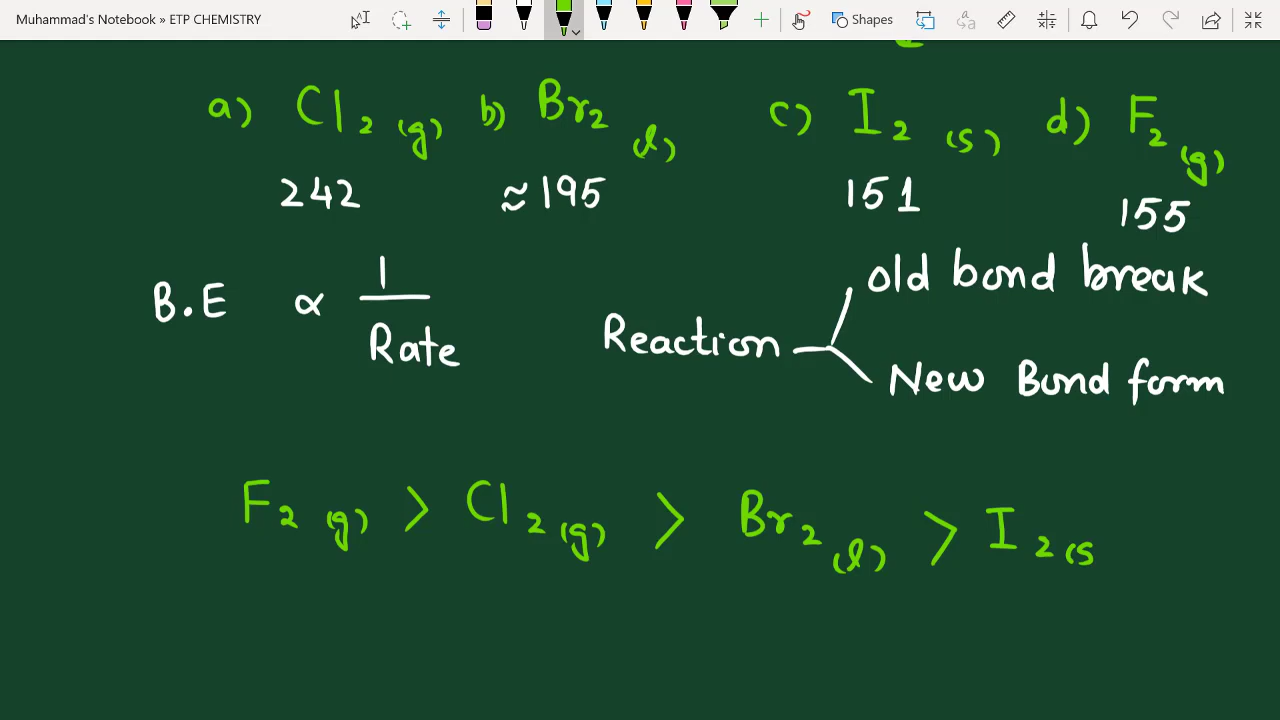 Muhammad's Notebook » ETP CHEMISTRY
Shapes
a) Cl2 (g) b) Br2 (l) c) I2 (s) d) F2 (g)
242 ≈195 151 155
B.E ∝ 1/Rate
Reaction
old bond break
New Bond form
F2 (g) > Cl2 (g) > Br2 (l) > I2 (s